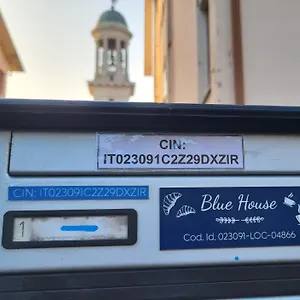 CIN:
IT023091C2Z29DXZIR
CIN: IT023091C2Z29DXZIR
1
Blue House
Cod. Id. 023091-LOC-04866